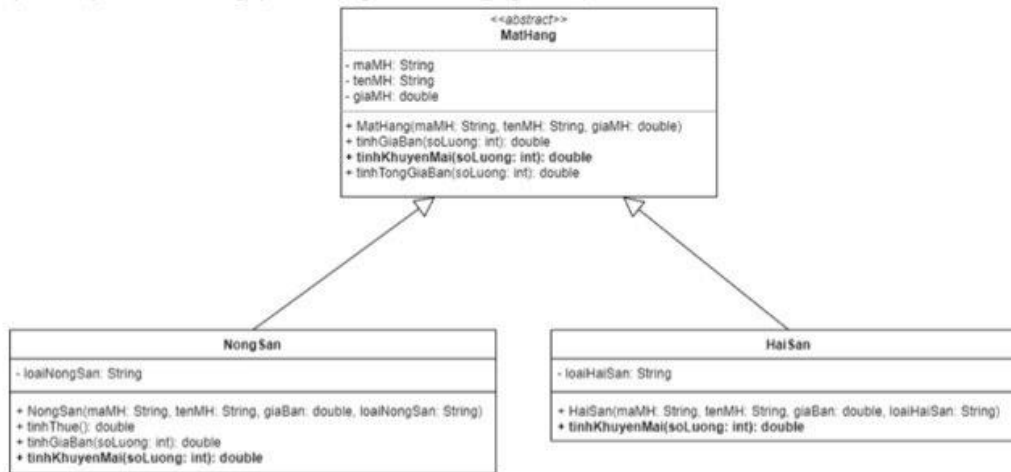 <<abstract>>
MatHang
- maMH: String
- tenMH: String
- giaMH: double
+ MatHang(maMH: String, tenMH: String, giaMH: double)
+ tinhGiaBan(soLuong: int): double
+ tinhKhuyenMai(soLuong: int): double
+ tinhTongGiaBan(soLuong: int): double
NongSan
- loaiNongSan: String
+ NongSan(maMH: String, tenMH: String, giaBan: double, loaiNongSan: String)
+ tinhThue(): double
+ tinhGiaBan(soLuong: int): double
+ tinhKhuyenMai(soLuong: int): double
HaiSan
- loaiHaiSan: String
+ HaiSan(maMH: String, tenMH: String, giaBan: double, loaiHaiSan: String)
+ tinhKhuyenMai(soLuong: int): double